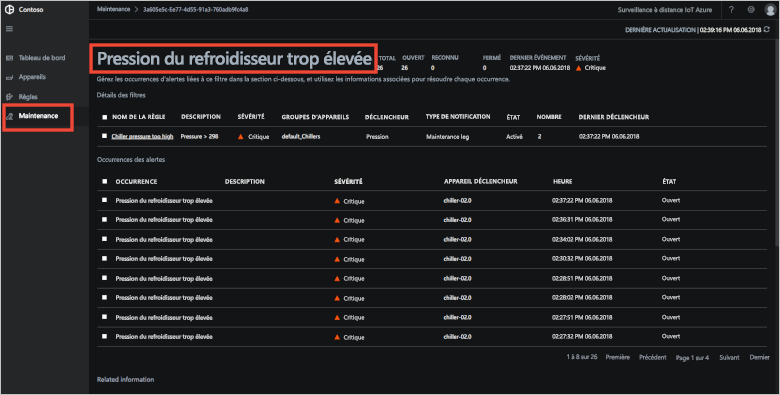 Contoso
Maintenance > 3a605e5c-5e77-4d55-91a3-760adb9fc4a8
Surveillance à distance IoT Azure
?
DERNIÈRE ACTUALISATION | 02:39:16 PM 06.06.2018
Tableau de bord
Appareils
Règles
Maintenance
Pression du refroidisseur trop élevée
TOTAL OUVERT RECONNU FERMÉ DERNIER ÉVÉNEMENT SÉVÉRITÉ
26 26 0 0 02:37:22 PM 06.06.2018 Critique
Gérez les occurrences d'alertes liées à ce filtre dans la section ci-dessous, et utilisez les informations associées pour résoudre chaque occurrence.
Détails des filtres
NOM DE LA RÈGLE DESCRIPTION SÉVÉRITÉ GROUPES D'APPAREILS DÉCLENCHEUR TYPE DE NOTIFICATION ÉTAT NOMBRE DERNIER DÉCLENCHEUR
Chiller pressure too high Pressure > 298 Critique default_Chillers Pression Maintenance leg Activé 2 02:37:22 PM 06.06.2018
Occurrences des alertes
OCCURRENCE DESCRIPTION SÉVÉRITÉ APPAREIL DÉCLENCHEUR HEURE ÉTAT
Pression du refroidisseur trop élevée Critique chiller-02.0 02:37:22 PM 06.06.2018 Ouvert
Pression du refroidisseur trop élevée Critique chiller-02.0 02:36:31 PM 06.06.2018 Ouvert
Pression du refroidisseur trop élevée Critique chiller-02.0 02:34:02 PM 06.06.2018 Ouvert
Pression du refroidisseur trop élevée Critique chiller-02.0 02:30:32 PM 06.06.2018 Ouvert
Pression du refroidisseur trop élevée Critique chiller-02.0 02:28:51 PM 06.06.2018 Ouvert
Pression du refroidisseur trop élevée Critique chiller-02.0 02:28:02 PM 06.06.2018 Ouvert
Pression du refroidisseur trop élevée Critique chiller-02.0 02:27:51 PM 06.06.2018 Ouvert
Pression du refroidisseur trop élevée Critique chiller-02.0 02:27:32 PM 06.06.2018 Ouvert
1 à 8 sur 26 Première Précédent Page 1 sur 4 Suivant Dernier
Related information